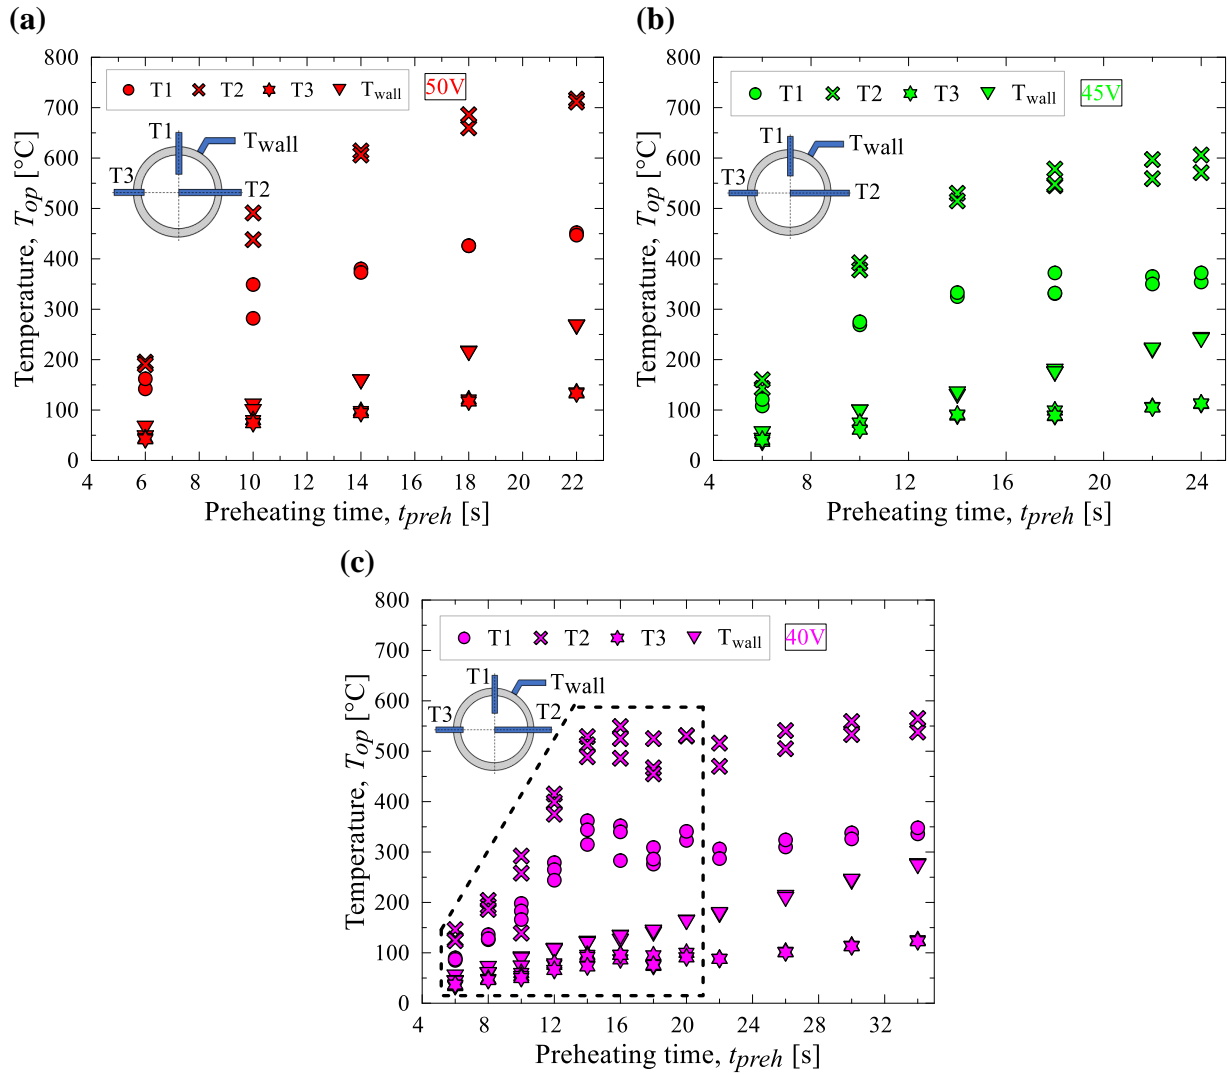 (a)
800
700
600
500
400
300
200
100
0
Temperature, Top [°C]
T1 T2 T3 Twall
50V
T1
Twall
T3
T2
4 6 8 10 12 14 16 18 20 22
Preheating time, tpreh [s]
(b)
800
700
600
500
400
300
200
100
0
Temperature, Top [°C]
T1 T2 T3 Twall
45V
T1
Twall
T3
T2
4 8 12 16 20 24
Preheating time, tpreh [s]
(c)
800
700
600
500
400
300
200
100
0
Temperature, Top [°C]
T1 T2 T3 Twall
40V
T1
Twall
T3
T2
4 8 12 16 20 24 28 32
Preheating time, tpreh [s]